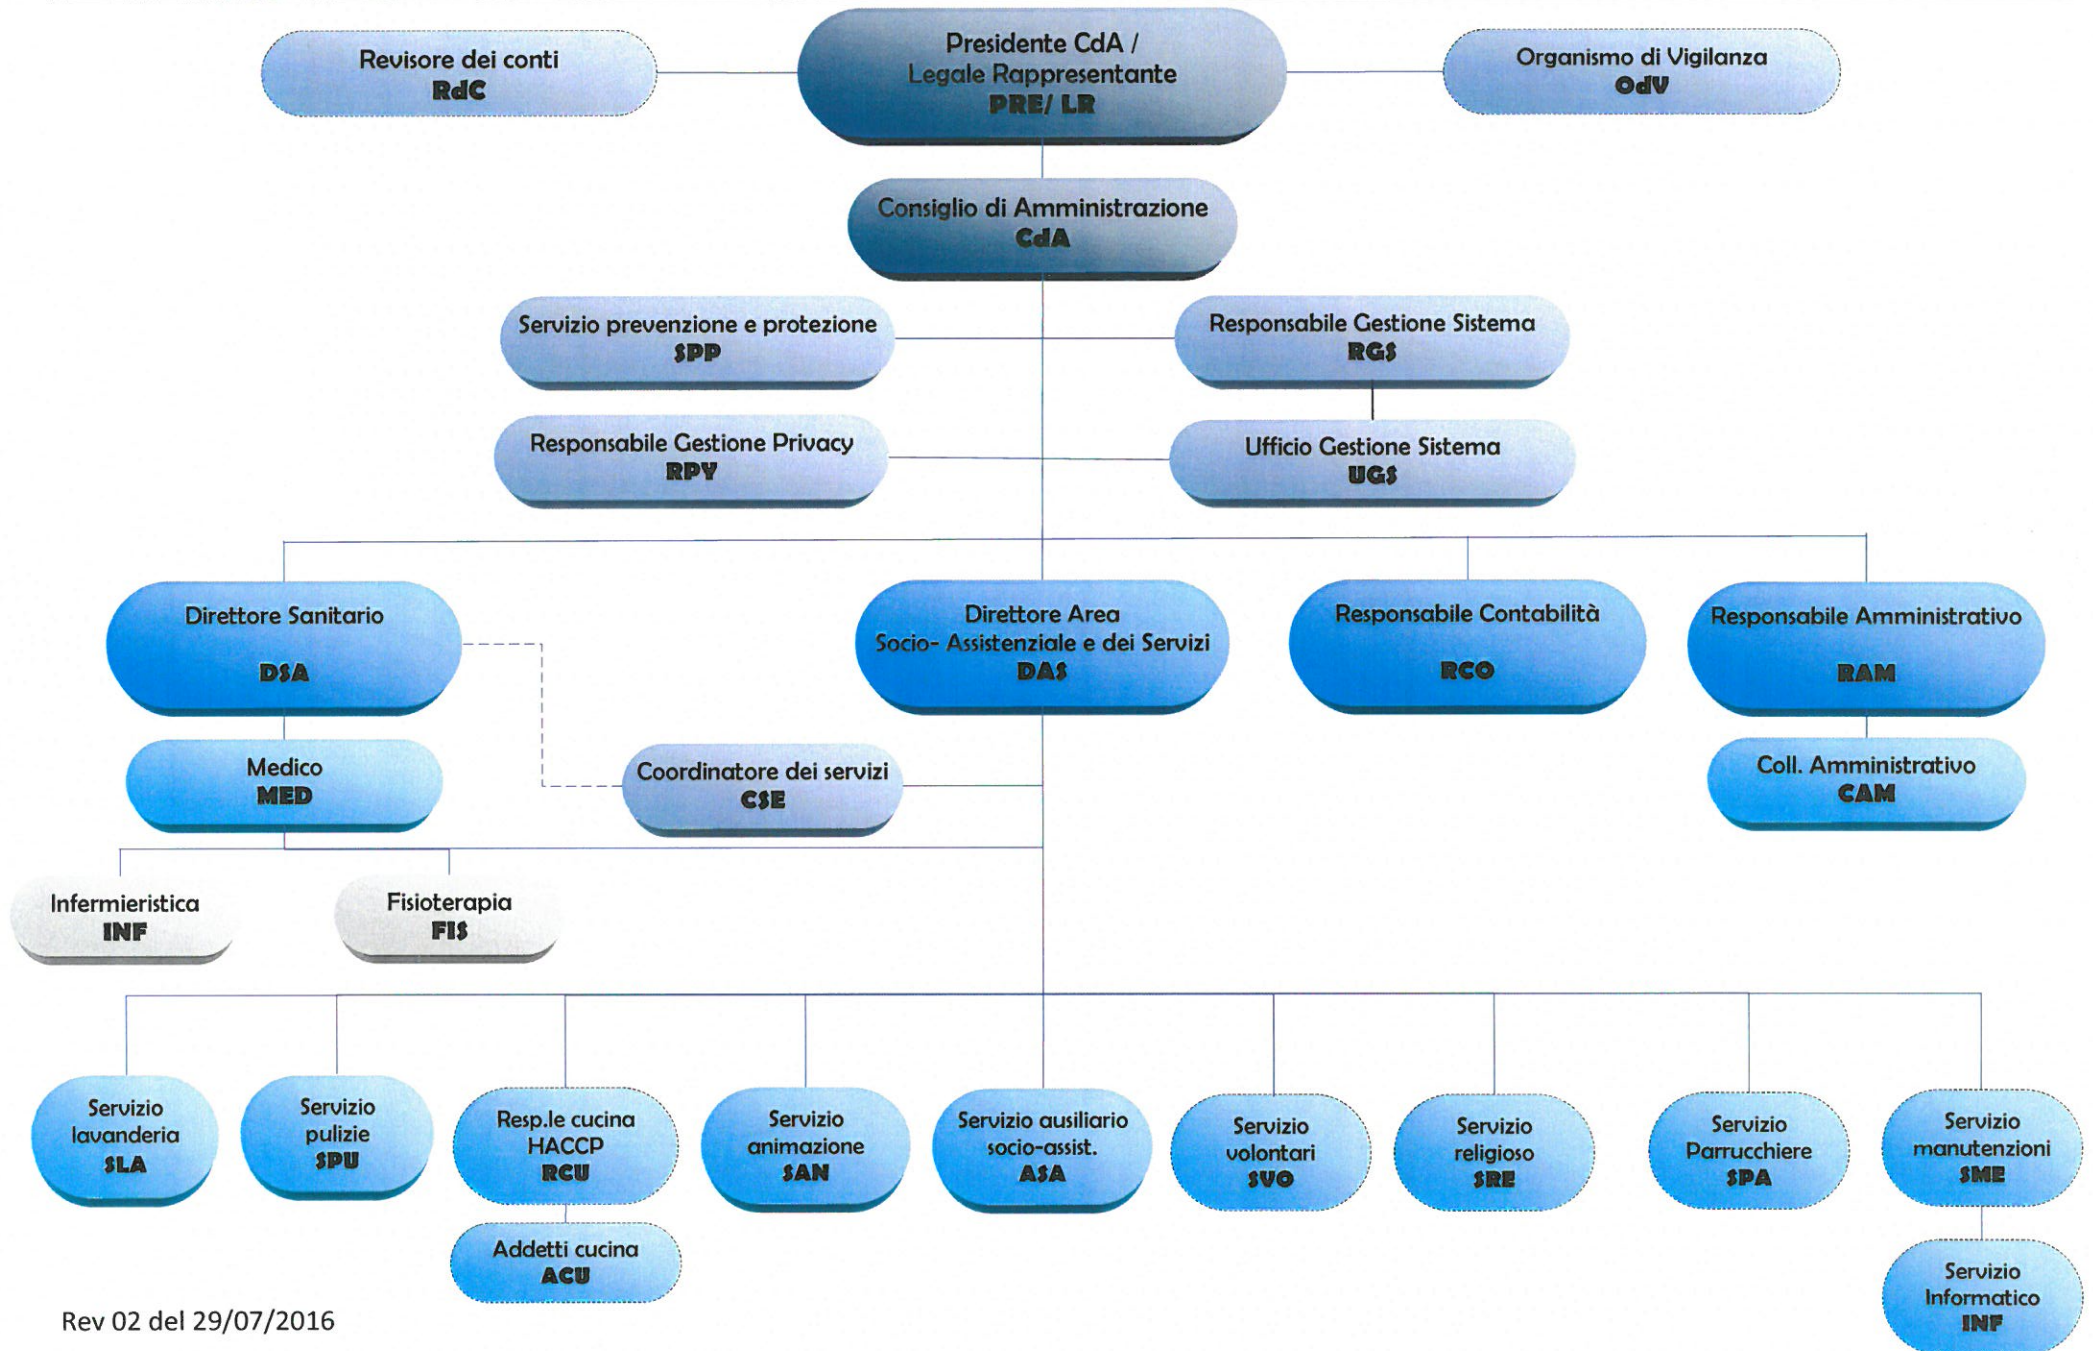 Revisore dei conti
RdC
Presidente CdA /
Legale Rappresentante
PRE/ LR
Organismo di Vigilanza
OdV
Consiglio di Amministrazione
CdA
Servizio prevenzione e protezione
SPP
Responsabile Gestione Sistema
RGS
Responsabile Gestione Privacy
RPY
Ufficio Gestione Sistema
UGS
Direttore Sanitario
DSA
Direttore Area
Socio- Assistenziale e dei Servizi
DAS
Responsabile Contabilità
RCO
Responsabile Amministrativo
RAM
Medico
MED
Coordinatore dei servizi
CSE
Coll. Amministrativo
CAM
Infermieristica
INF
Fisioterapia
FIS
Servizio
lavanderia
SLA
Servizio
pulizie
SPU
Resp.le cucina
HACCP
RCU
Servizio
animazione
SAN
Servizio ausiliario
socio-assist.
ASA
Servizio
volontari
SVO
Servizio
religioso
SRE
Servizio
Parrucchiere
SPA
Servizio
manutenzioni
SME
Addetti cucina
ACU
Servizio
Informatico
INF
Rev 02 del 29/07/2016